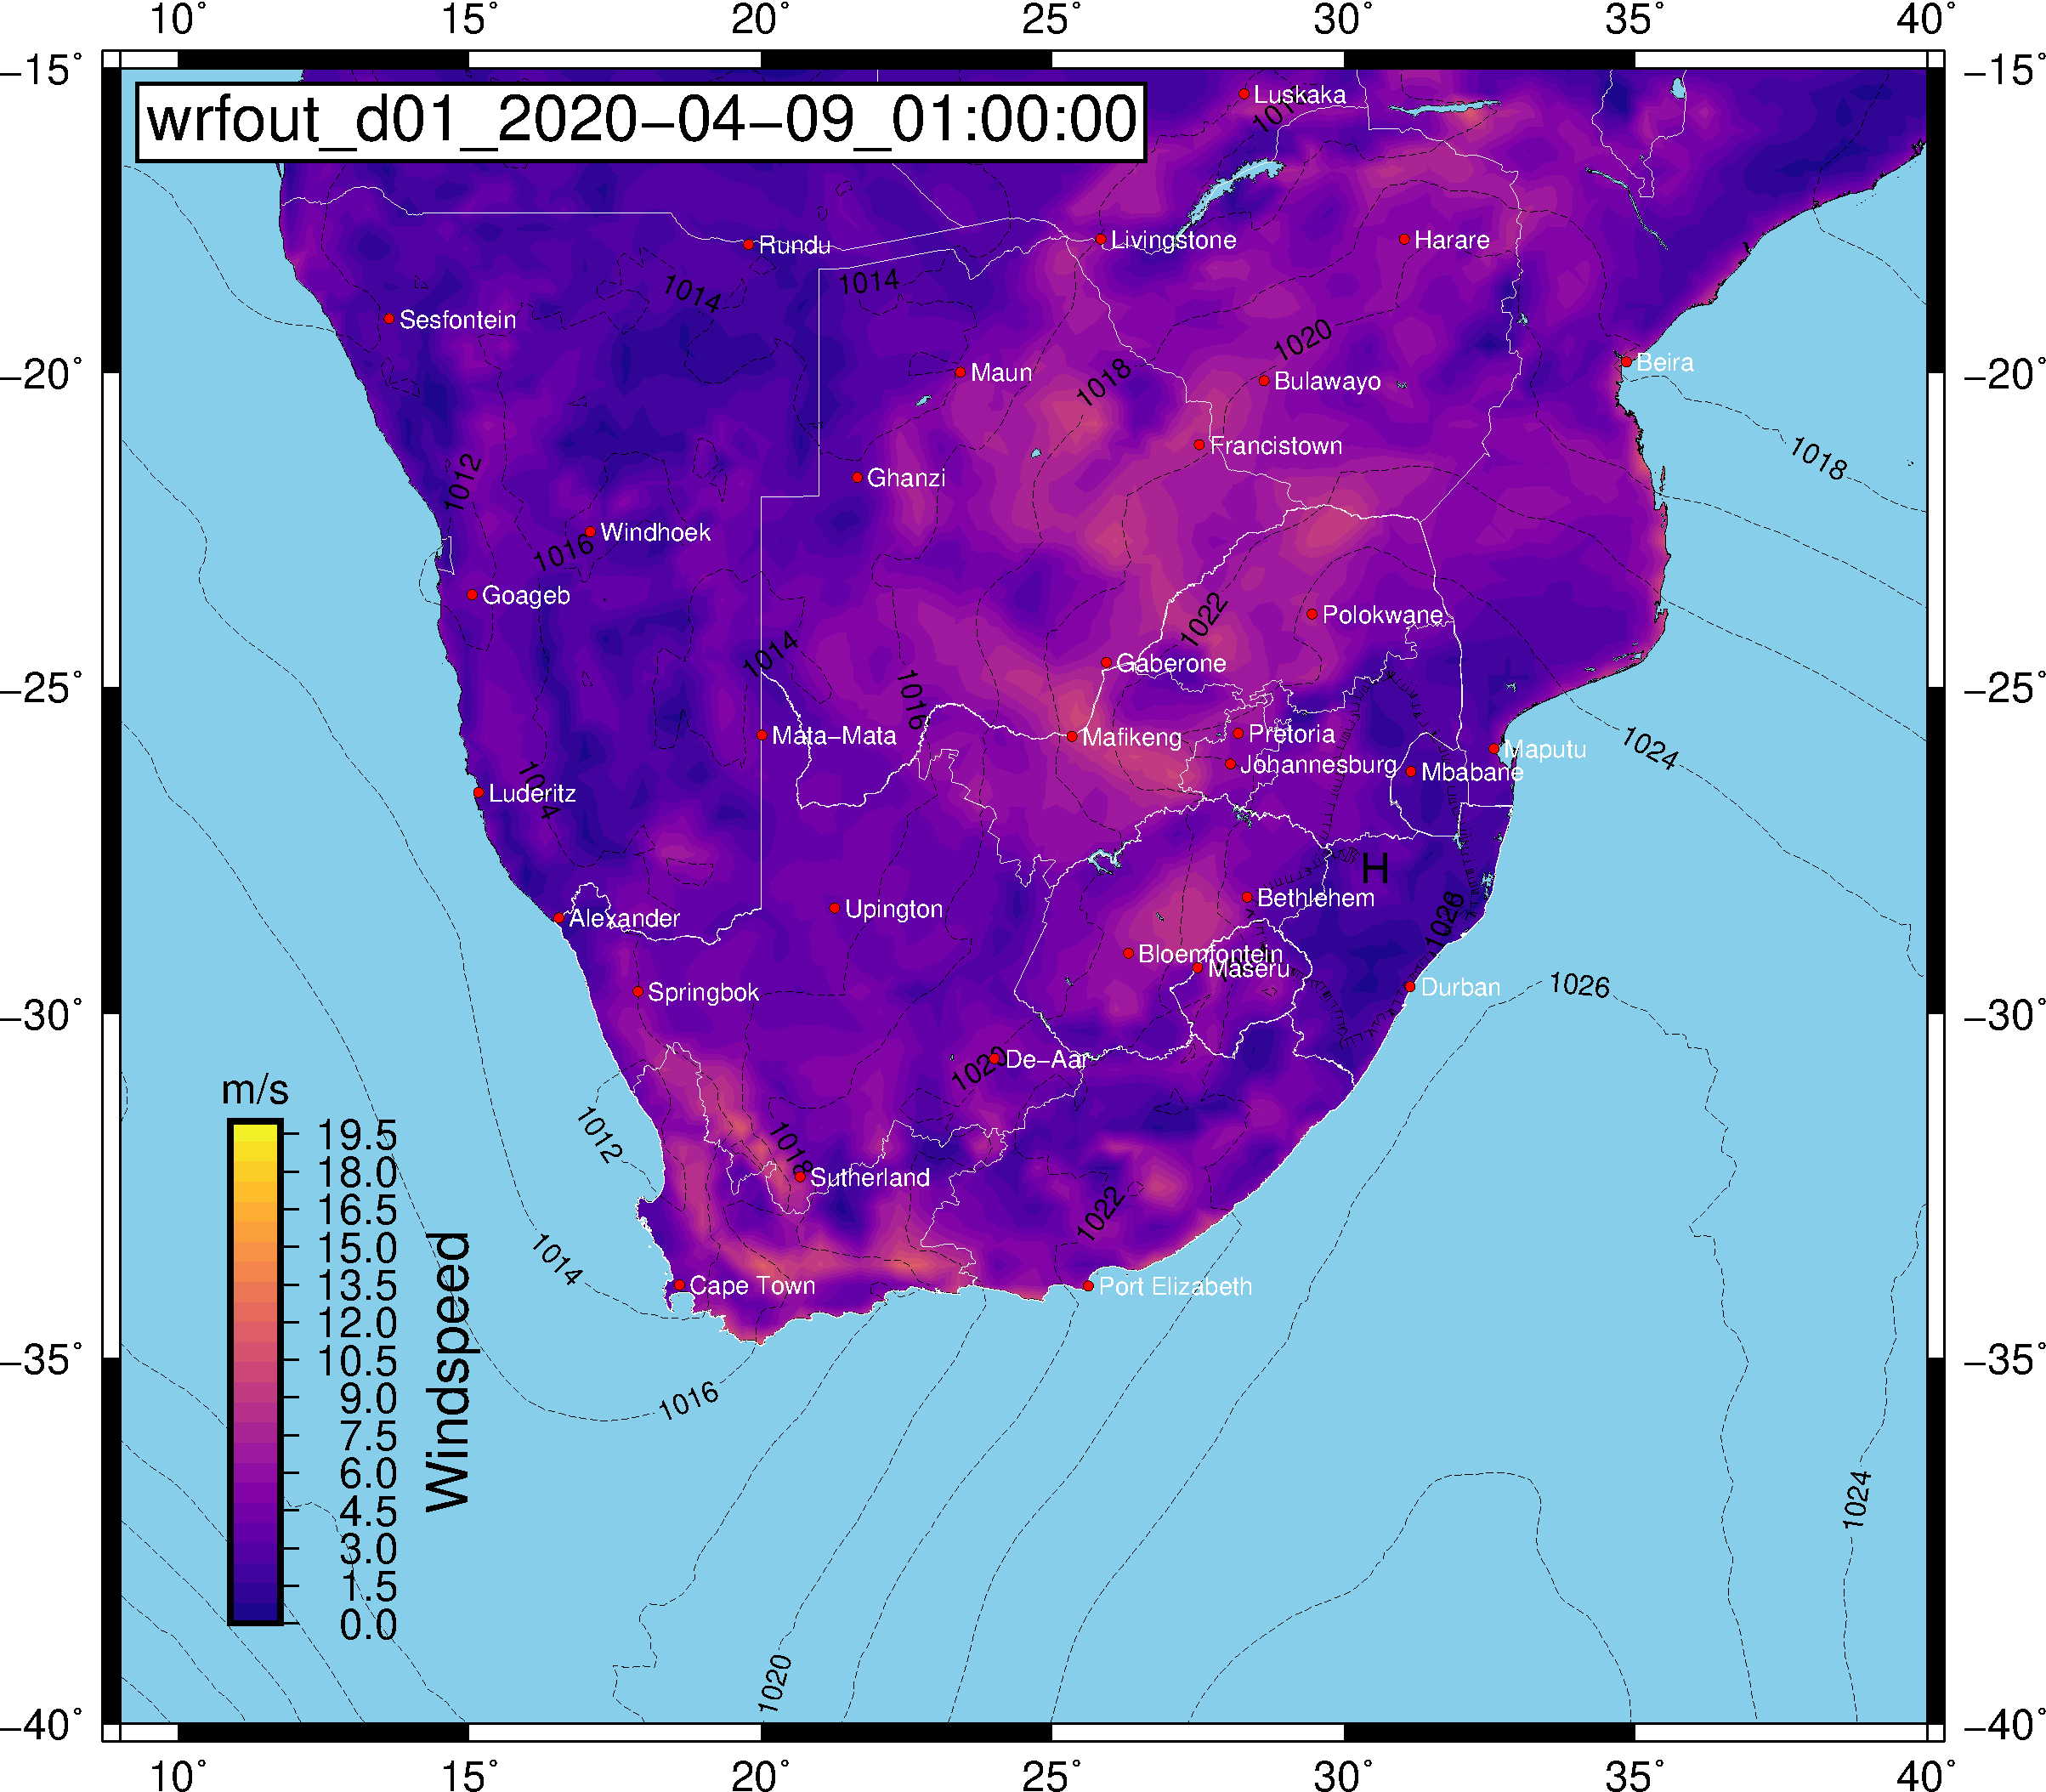 10° 15° 20° 25° 30° 35° 40°
−15° −15°
wrfout_d01_2020−04−09_01:00:00
Luskaka
Rundu
Livingstone
Harare
1014
1014
Sesfontein
1020
Beira
Maun
1018
Bulawayo
−20° −20°
Francistown
1018
1012
Ghanzi
Windhoek
1016
Goageb
1022
Polokwane
1014
Gaberone
−25° −25°
1016
Mata−Mata
Mafikeng
Pretoria
1024
Maputu
Johannesburg
Mbabane
1014
Luderitz
H
Bethlehem
Upington
Alexander
1026
Bloemfontein
Maseru
Springbok
Durban
1026
−30° −30°
1020
De−Aar
m/s
1012
1018
Sutherland
1022
1014
Cape Town
Port Elizabeth
−35° −35°
1016
1024
1020
19.5
18.0
16.5
15.0
13.5
12.0
10.5
9.0
7.5
6.0
4.5
3.0
1.5
0.0
Windspeed
−40° −40°
10° 15° 20° 25° 30° 35° 40°